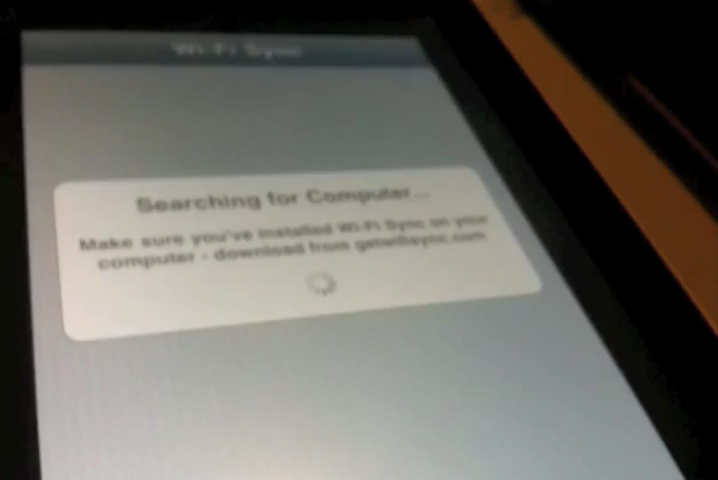 Wi-Fi Sync
Searching for Computer...
Make sure you've installed Wi-Fi Sync on your
computer - download from getwifisync.com